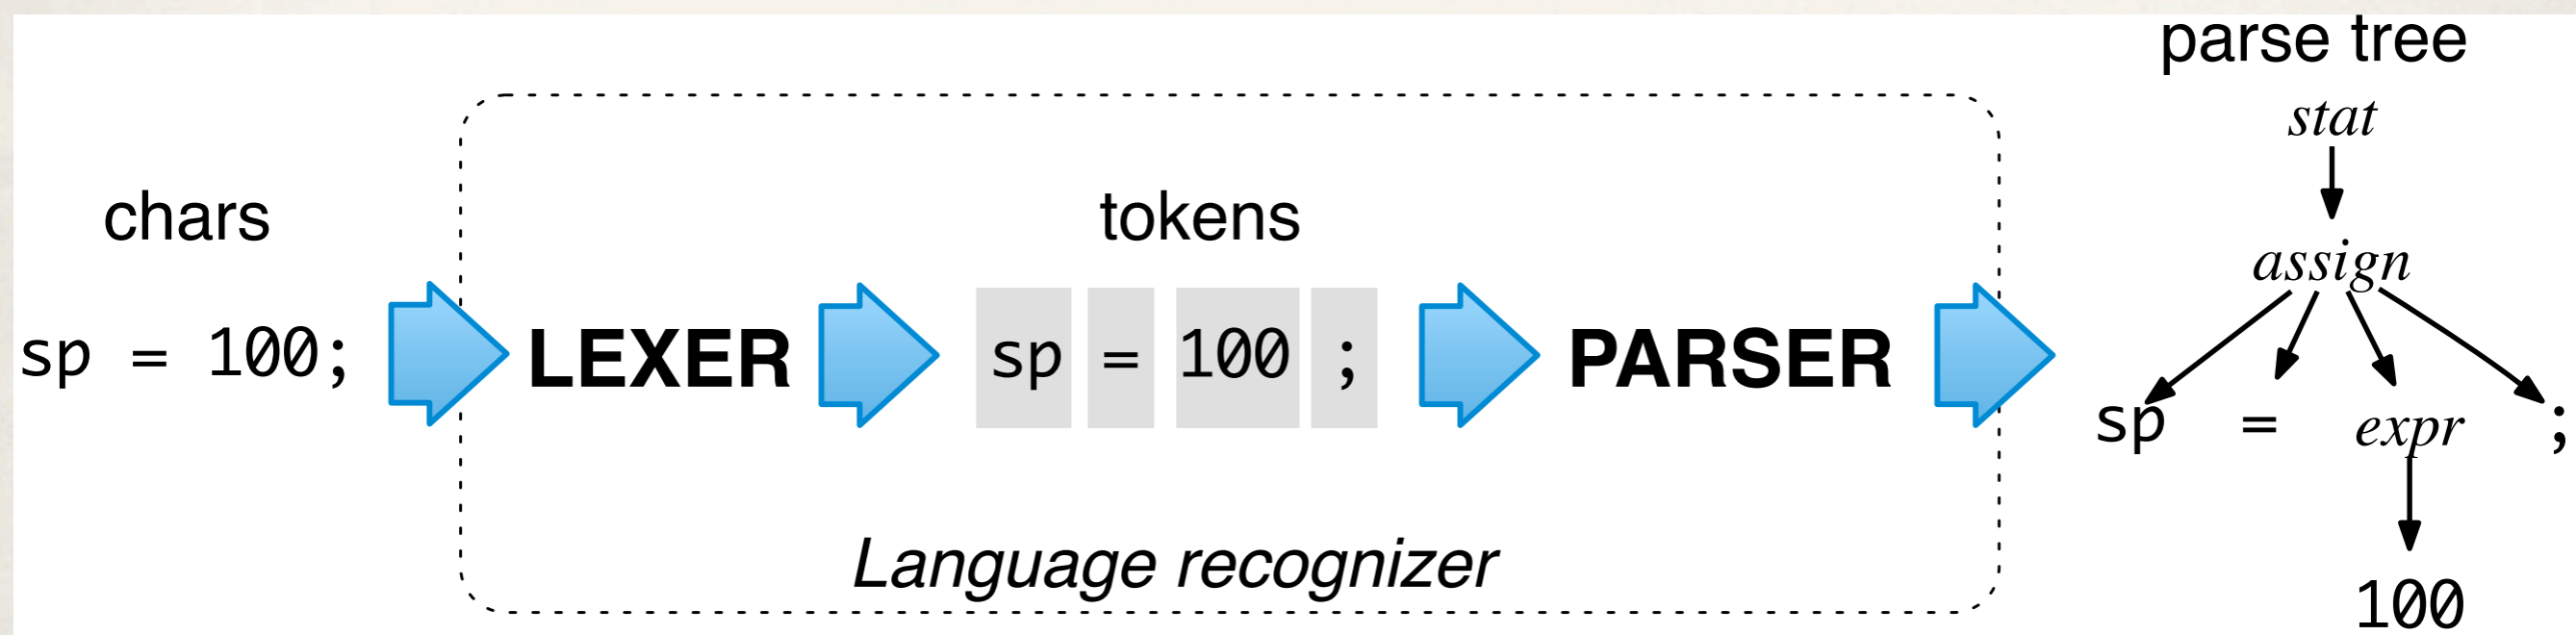 chars
sp = 100;
LEXER
tokens
sp = 100 ;
PARSER
Language recognizer
parse tree
stat
assign
sp = expr ;
100